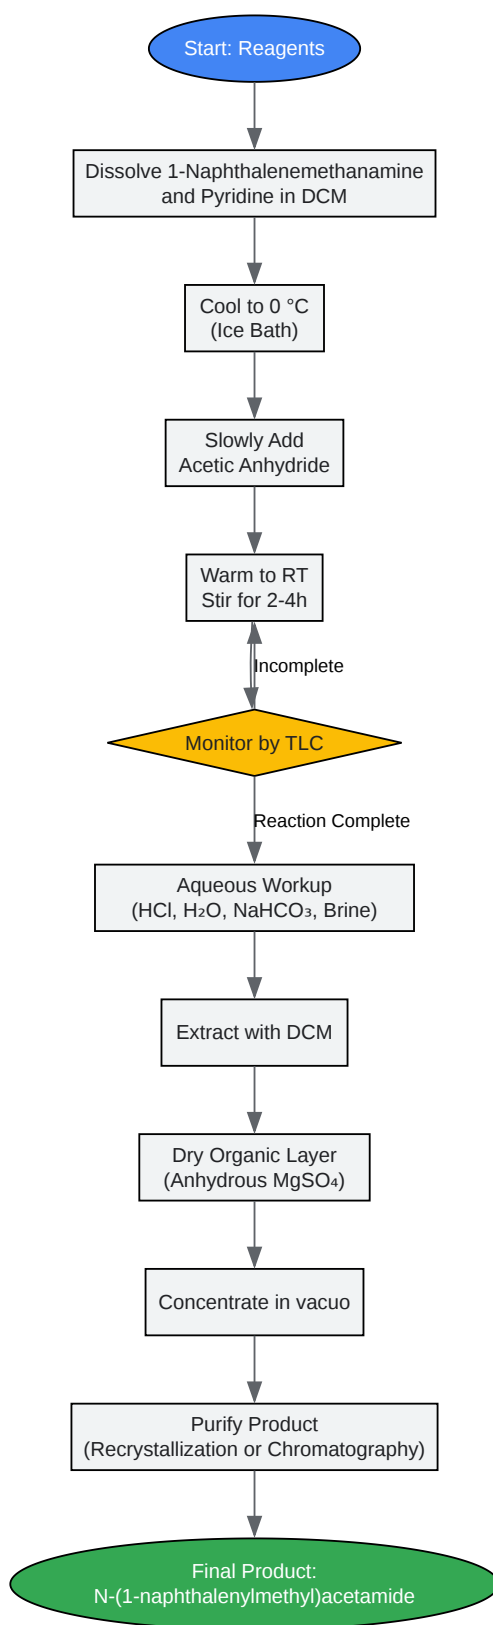 Start: Reagents
Dissolve 1-Naphthalenemethanamine
and Pyridine in DCM
Cool to 0 °C
(Ice Bath)
Slowly Add
Acetic Anhydride
Warm to RT
Stir for 2-4h
Incomplete
Monitor by TLC
Reaction Complete
Aqueous Workup
(HCl, H₂O, NaHCO₃, Brine)
Extract with DCM
Dry Organic Layer
(Anhydrous MgSO₄)
Concentrate in vacuo
Purify Product
(Recrystallization or Chromatography)
Final Product:
N-(1-naphthalenylmethyl)acetamide